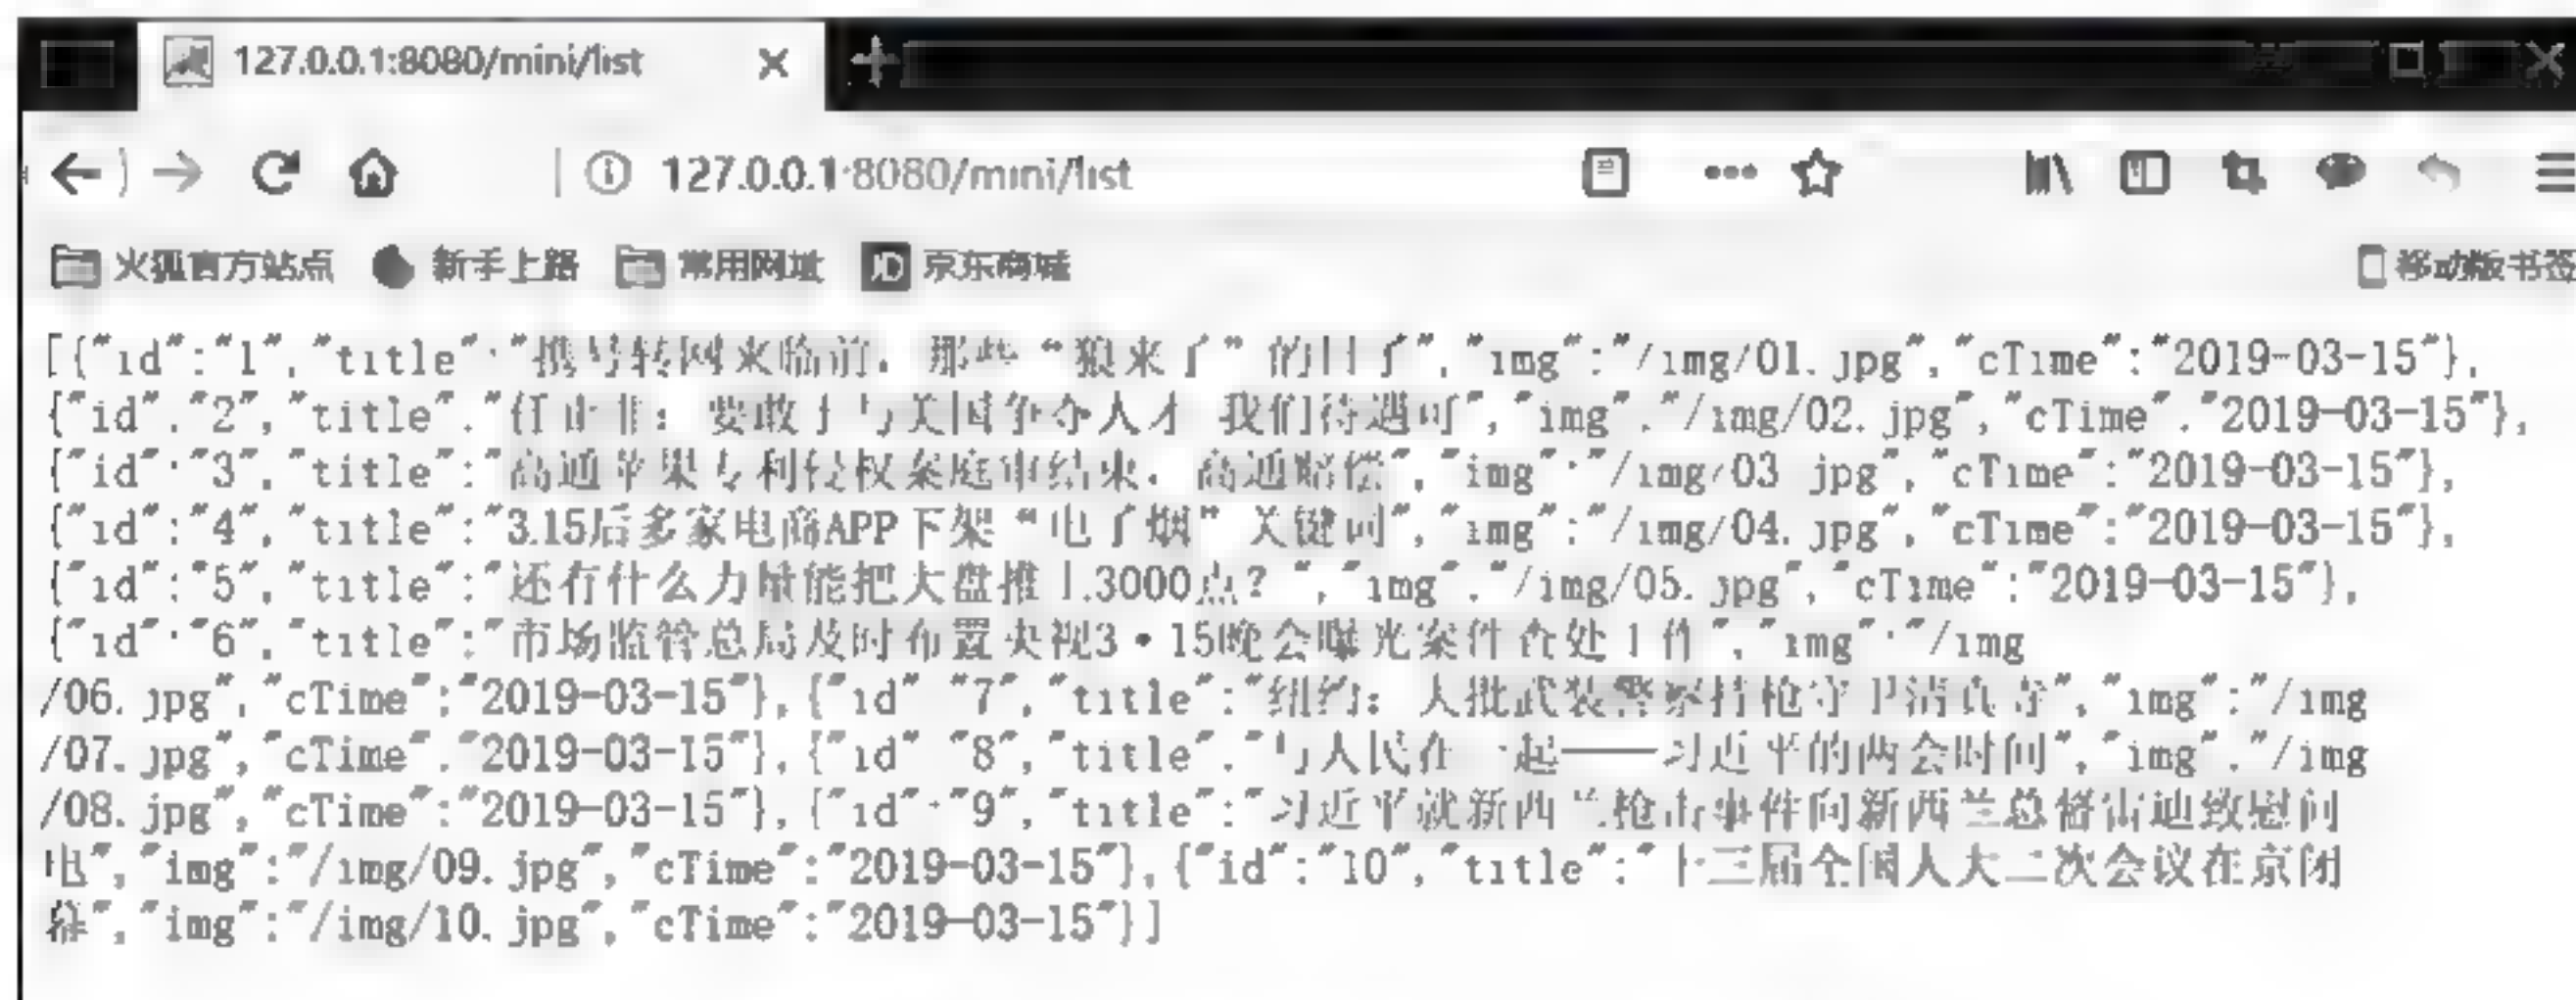 127.0.0.1:8080/mini/list
127.0.0.1:8080/mini/list
火狐官方站点 新手上路 常用网址 JD 京东商城 移动版书签
[{"id":"1","title":"携号转网来临前：那些“狼来了”的日子","img":"/img/01.jpg","cTime":"2019-03-15"},
{"id":"2","title":"任正非：要敢于与美国争夺人才 我们待遇可","img":"/img/02.jpg","cTime":"2019-03-15"},
{"id":"3","title":"高通苹果专利侵权案庭审结束：高通赔偿","img":"/img/03.jpg","cTime":"2019-03-15"},
{"id":"4","title":"3.15后多家电商APP下架“电子烟”关键词","img":"/img/04.jpg","cTime":"2019-03-15"},
{"id":"5","title":"还有什么力量能把大盘推上3000点？","img":"/img/05.jpg","cTime":"2019-03-15"},
{"id":"6","title":"市场监管总局及时布置央视3·15晚会曝光案件查处工作","img":"/img
/06.jpg","cTime":"2019-03-15"},{"id":"7","title":"纽约：大批武装警察持枪守卫清真寺","img":"/img
/07.jpg","cTime":"2019-03-15"},{"id":"8","title":"与人民在一起——习近平的两会时间","img":"/img
/08.jpg","cTime":"2019-03-15"},{"id":"9","title":"习近平就新西兰枪击事件向新西兰总督雷迪致慰问
电","img":"/img/09.jpg","cTime":"2019-03-15"},{"id":"10","title":"十三届全国人大二次会议在京闭
幕","img":"/img/10.jpg","cTime":"2019-03-15"}]